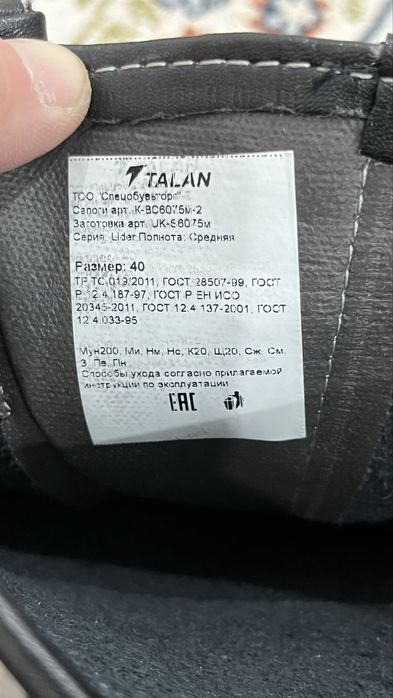 TALAN
ТОО "Спецобувьторг"
Сапоги арт. К-ВС6075м-2
Заготовка арт. UK-S6075м
Серия: Lider Полнота: Средняя
Размер: 40
ТР ТС 019/2011, ГОСТ 28507-99, ГОСТ
Р 12.4.187-97, ГОСТ Р ЕН ИСО
20345-2011, ГОСТ 12.4.137-2001, ГОСТ
12.4.033-95
Мун200, Ми, Нм, Нс, К20, Щ20, Сж, См,
З, Пв, Пн
Способы ухода согласно прилагаемой
инструкции по эксплуатации
EAC